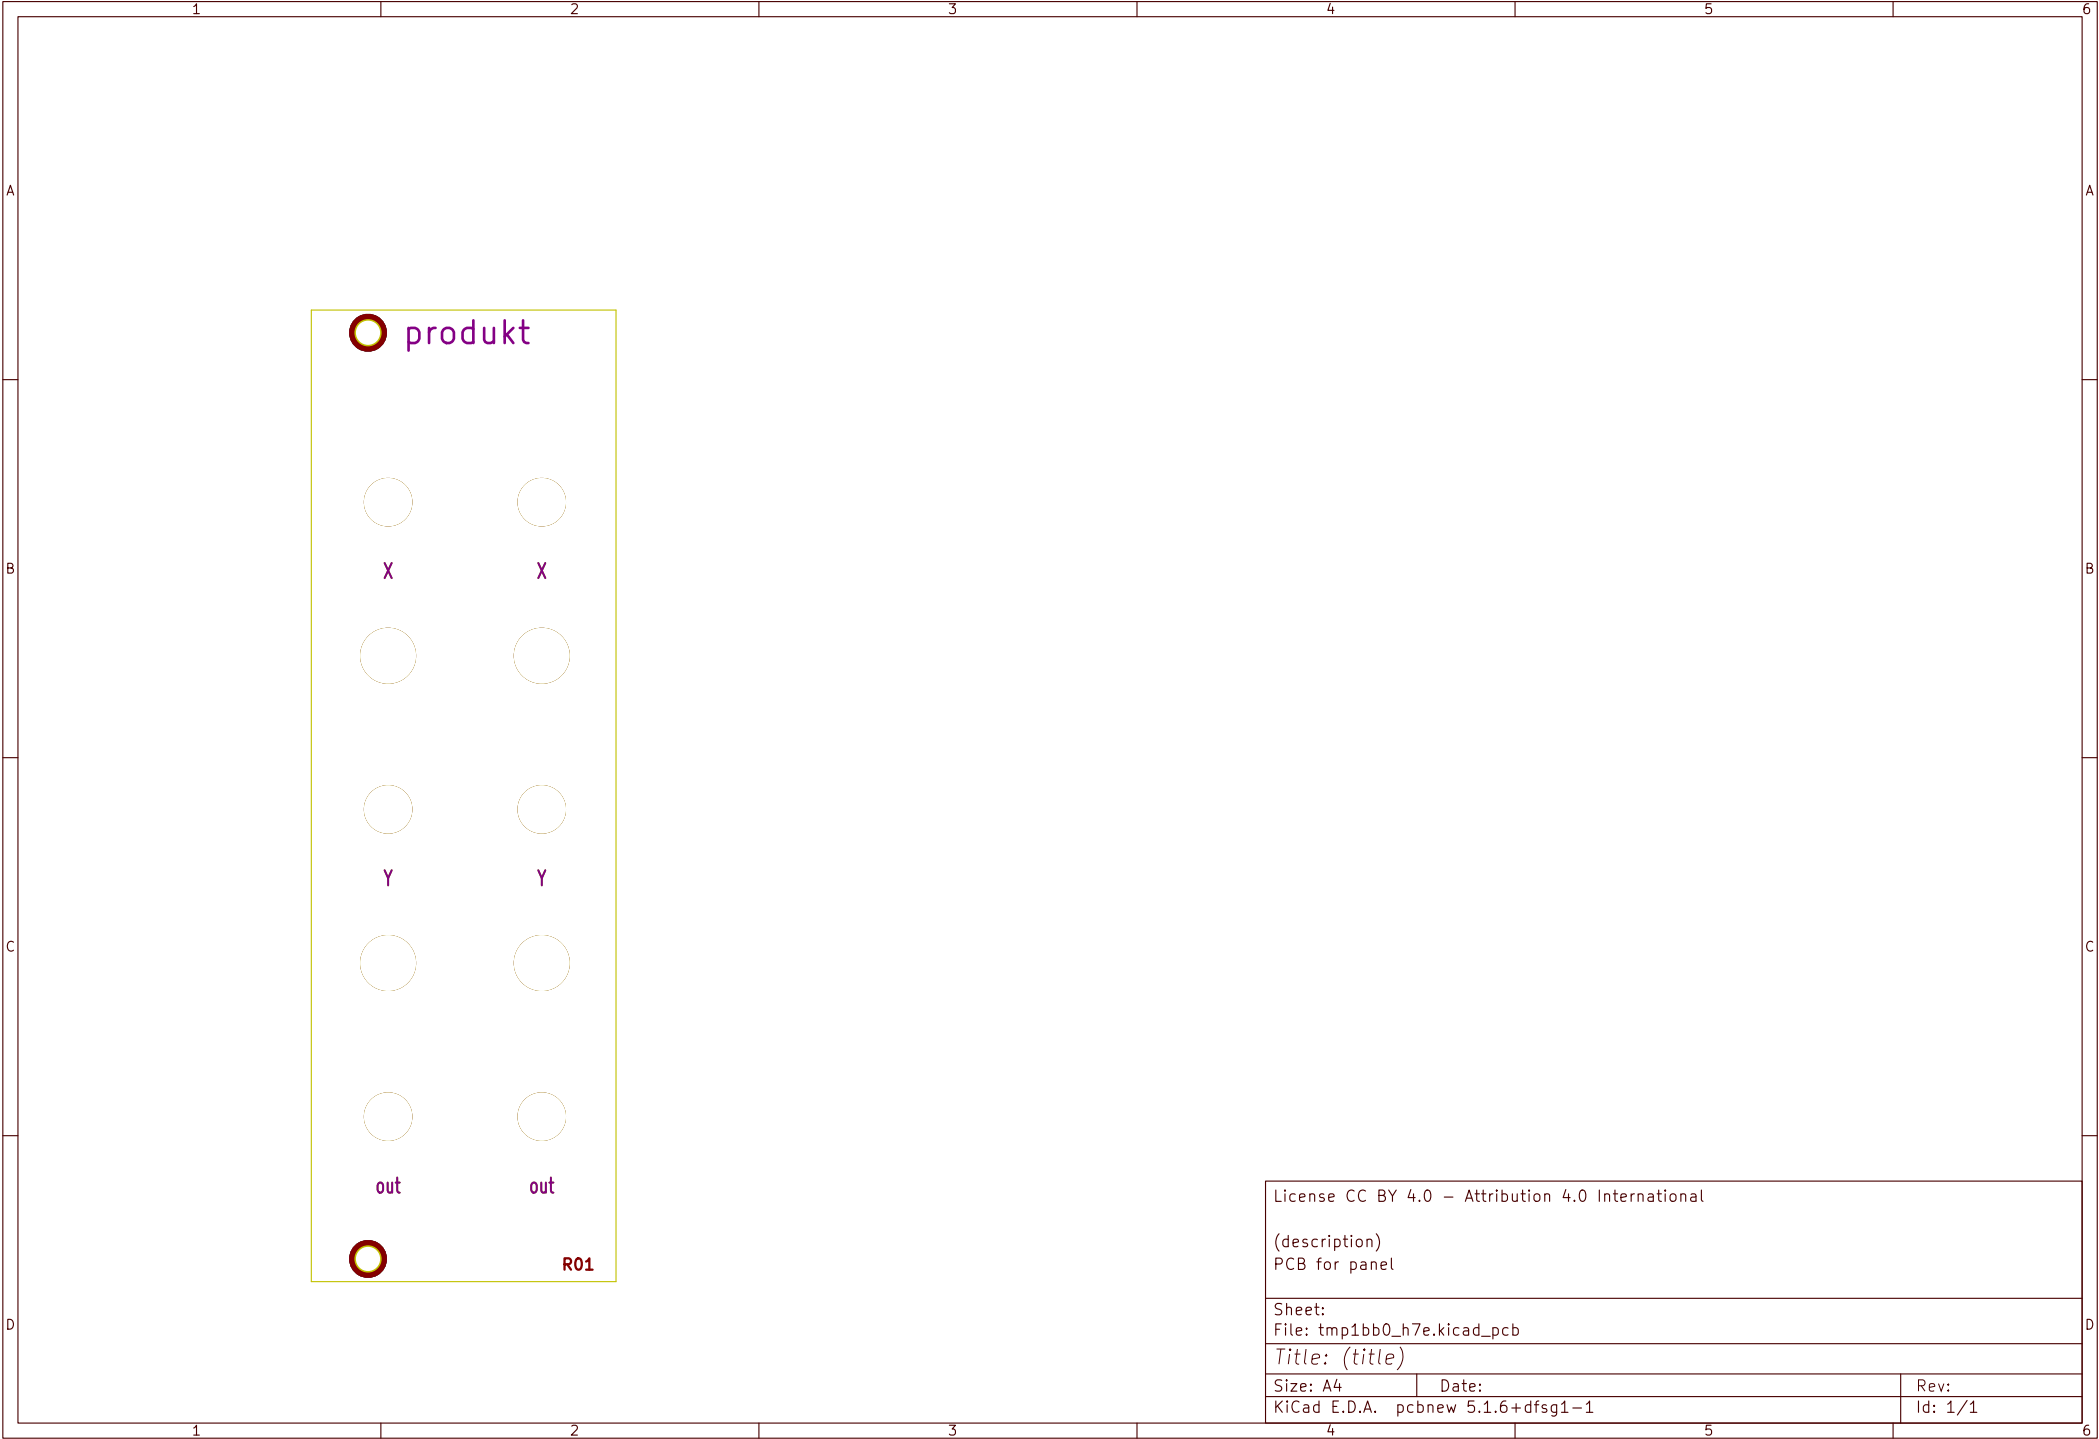 1 2 3 4 5 6
A A
produkt
B B
X X
Y Y
C C
out out
License CC BY 4.0 – Attribution 4.0 International
(description)
PCB for panel
R01
Sheet:
D D
File: tmp1bb0_h7e.kicad_pcb
Title: (title)
Size: A4 Date: Rev:
KiCad E.D.A. pcbnew 5.1.6+dfsg1-1 Id: 1/1
1 2 3 4 5 6